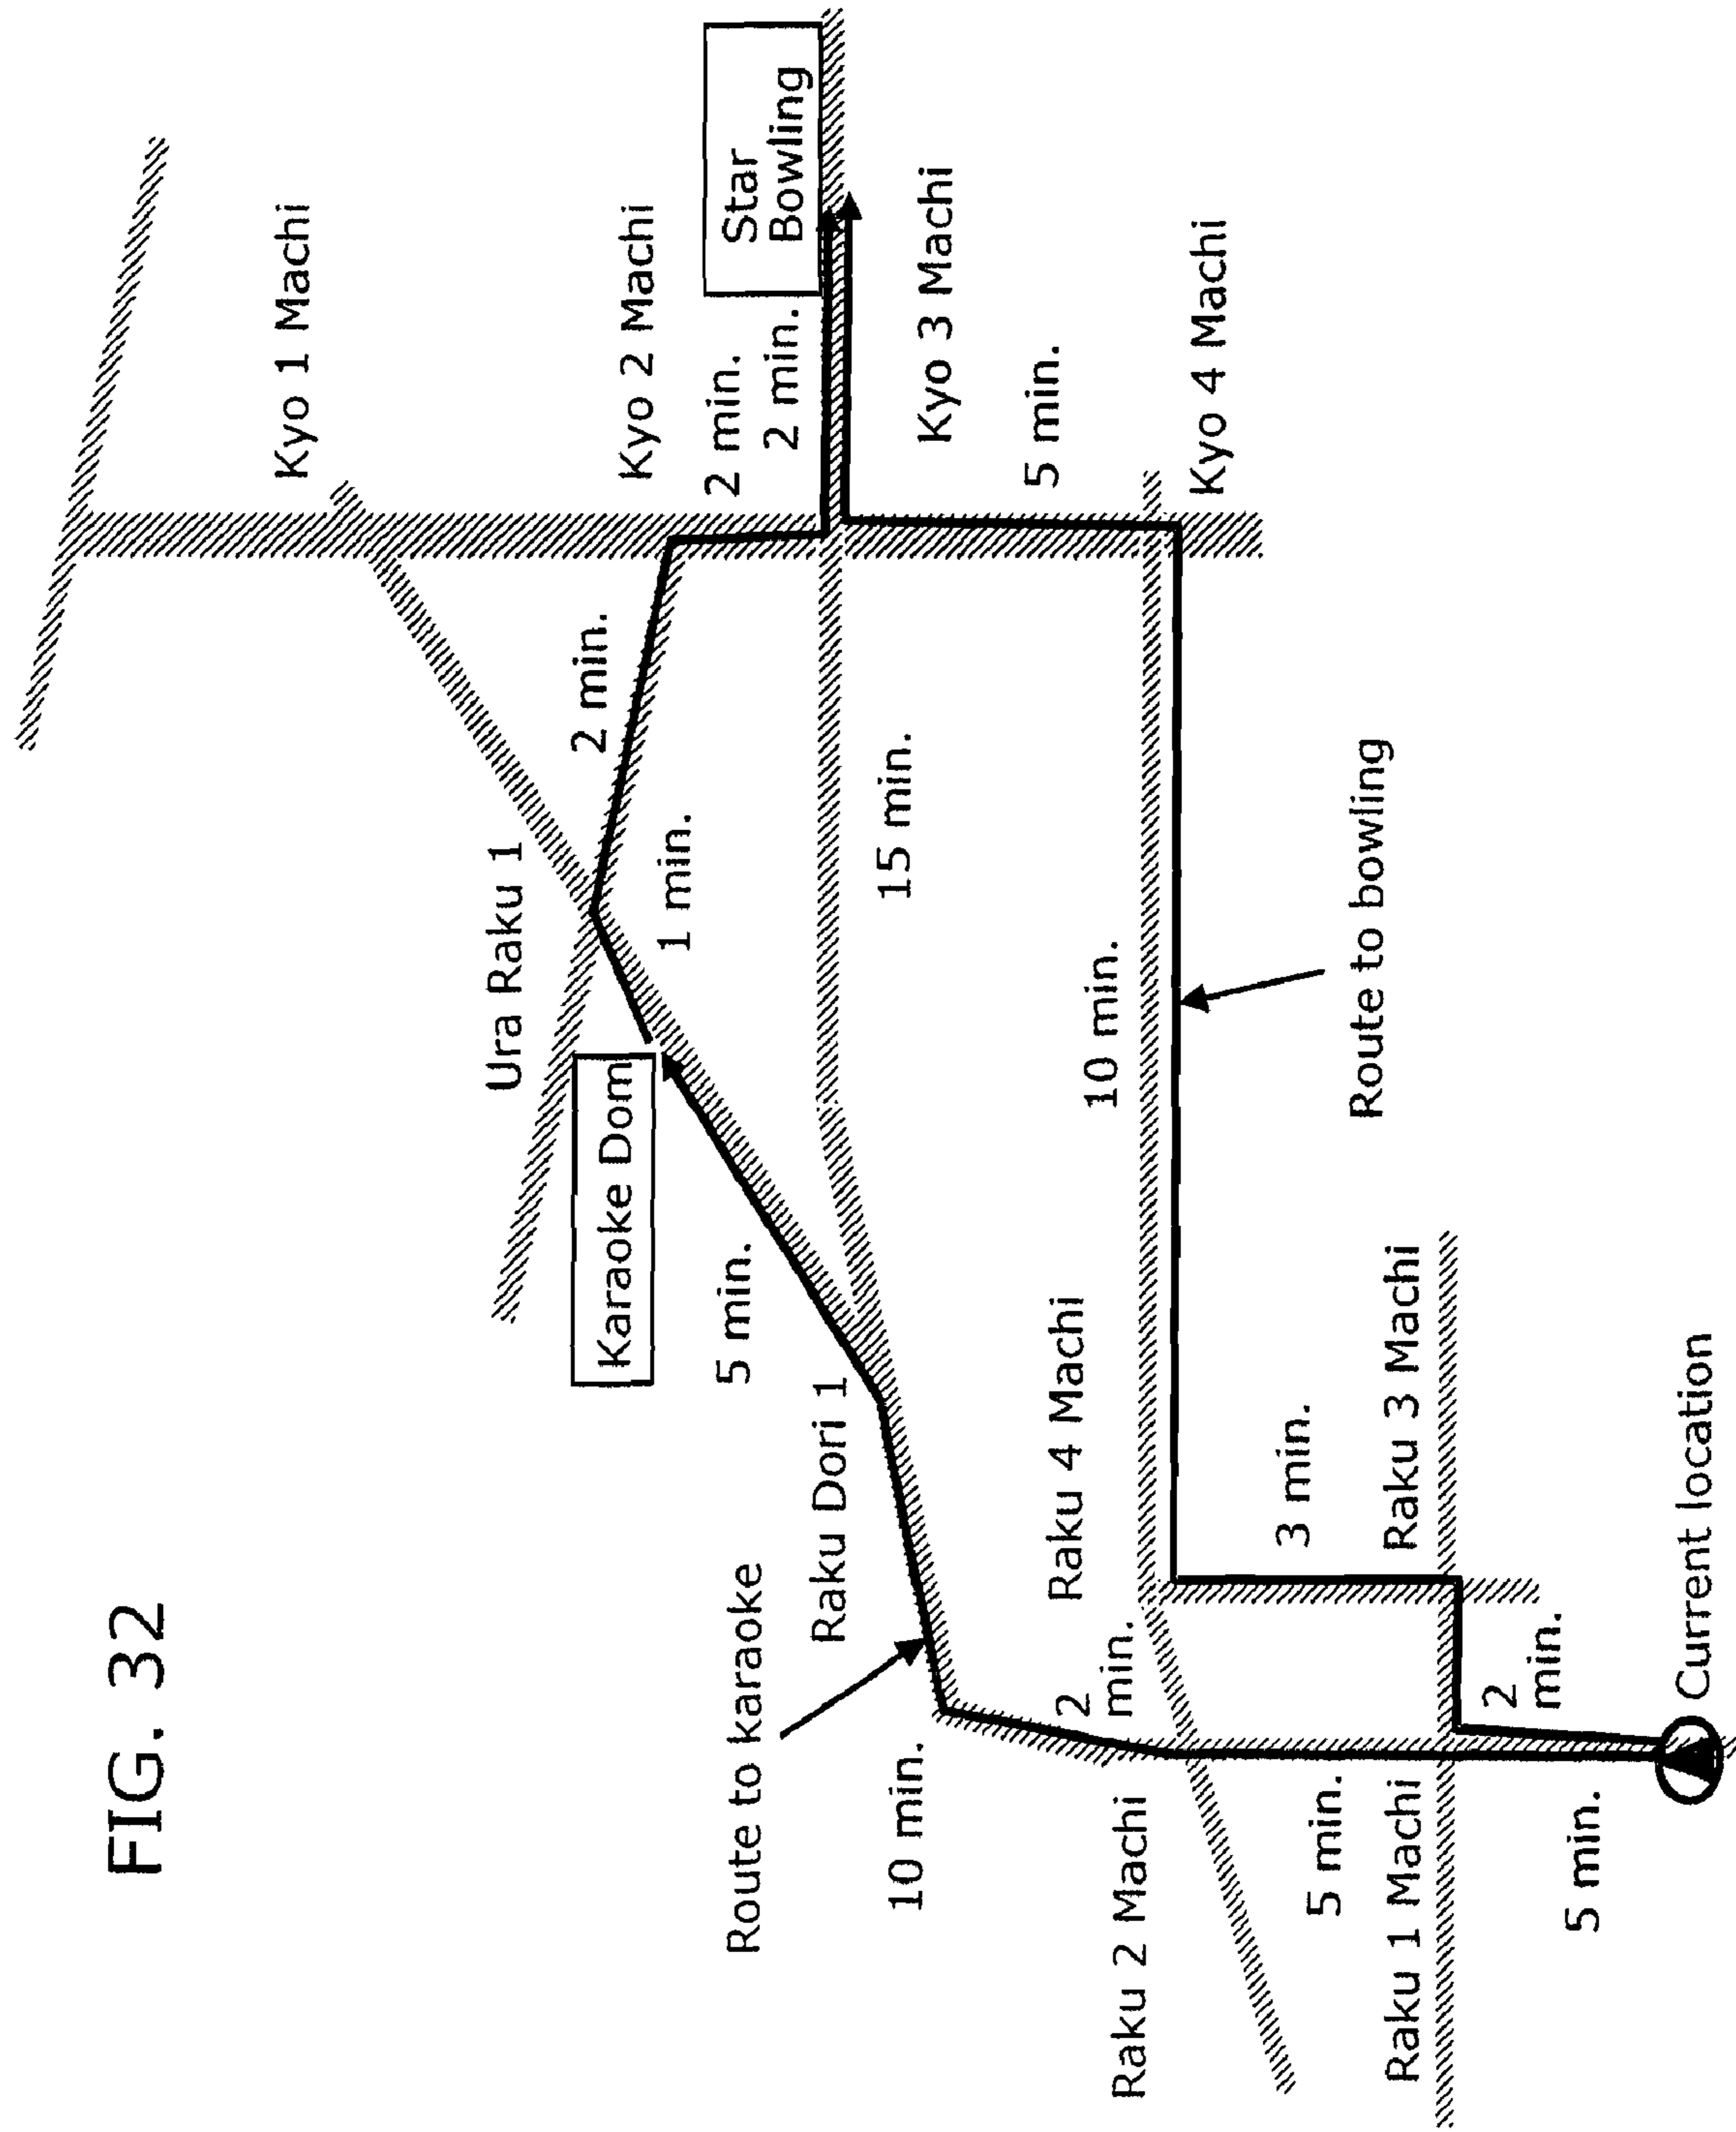 FIG. 32
Kyo 1 Machi
Kyo 2 Machi
2 min.
2 min.
Star
Bowling
Kyo 3 Machi
5 min.
Kyo 4 Machi
Ura Raku 1
2 min.
1 min.
15 min.
10 min.
Route to bowling
Karaoke Dom
5 min.
Raku Dori 1
Raku 4 Machi
3 min.
Raku 3 Machi
Route to karaoke
10 min.
2
min.
Raku 2 Machi
5 min.
Raku 1 Machi
2
min.
5 min.
Current location